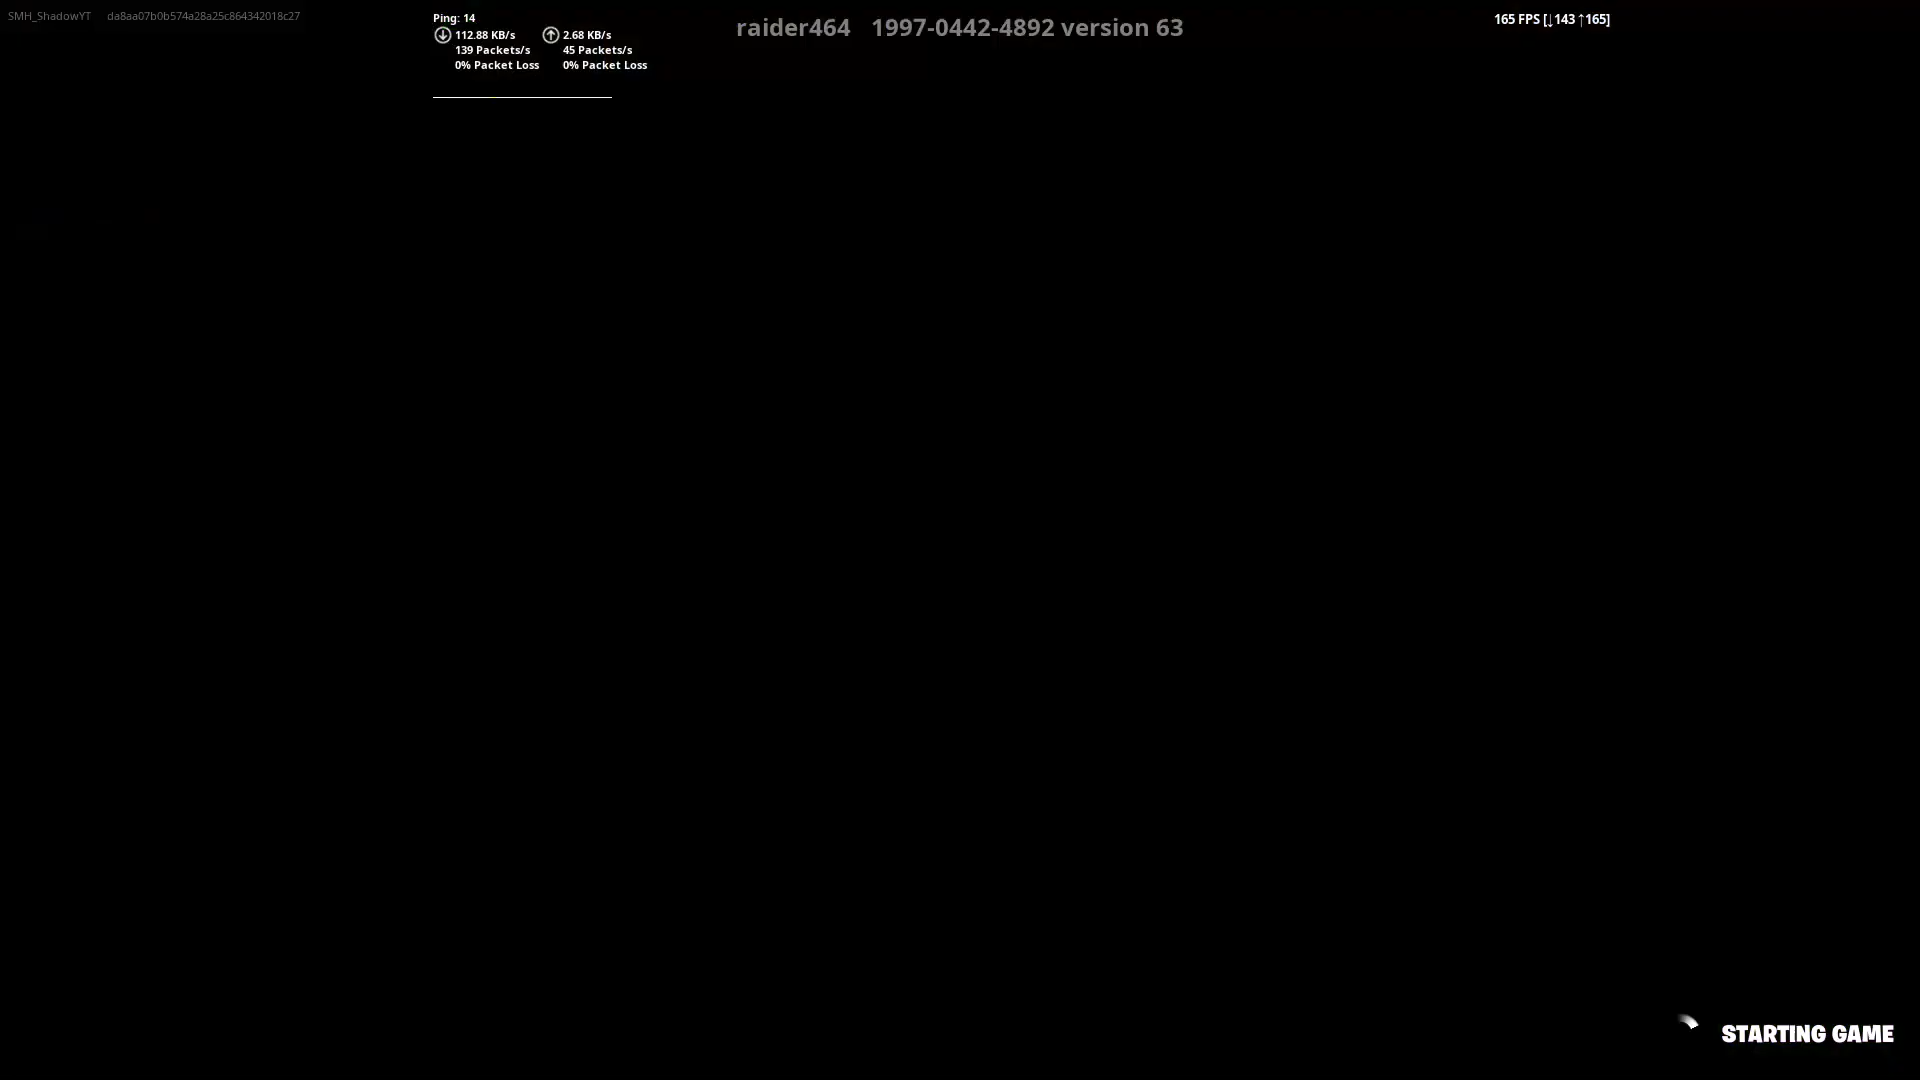 SMH_ShadowYT da8aa07b0b574a28a25c864342018c27
Ping: 14
112.88 KB/s 2.68 KB/s
139 Packets/s 45 Packets/s
0% Packet Loss 0% Packet Loss
raider464 1997-0442-4892 version 63
165 FPS [↓143 ↑165]
STARTING GAME